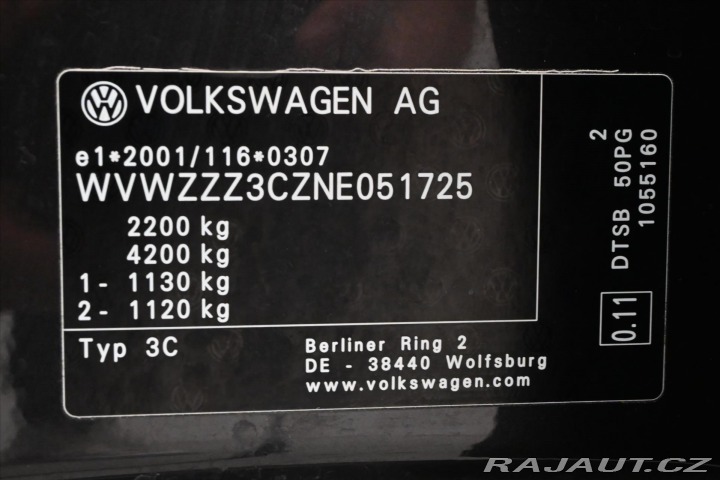 VOLKSWAGEN AG
e1*2001/116*0307
WVWZZZ3CZNE051725
2200 kg
4200 kg
1- 1130 kg
2- 1120 kg
Typ 3C
Berliner Ring 2
DE - 38440 Wolfsburg
www.volkswagen.com
2
DTSB 50PG
1055160
0.11
RAJAUT.CZ